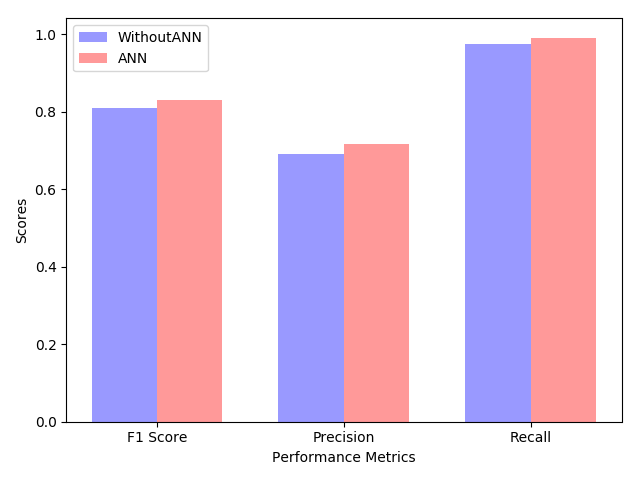 WithoutANN
ANN
Scores
1.0
0.8
0.6
0.4
0.2
0.0
F1 Score
Precision
Recall
Performance Metrics